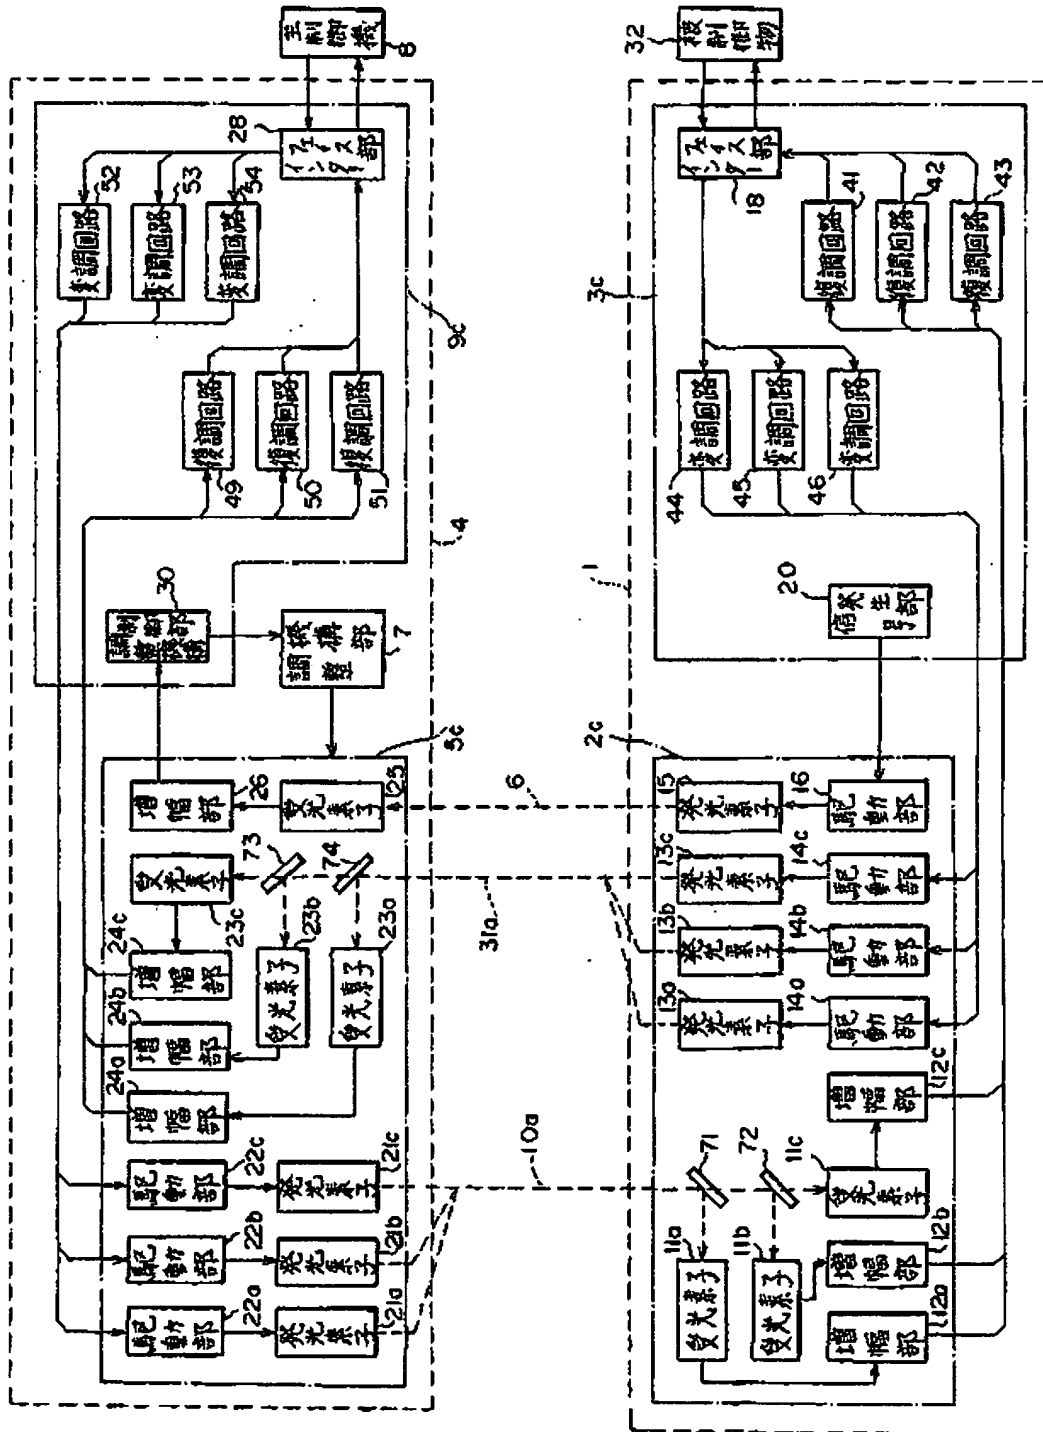 主制御機
8
インターフェイス部
28
変調回路
52
変調回路
53
変調回路
54
復調回路
49
復調回路
50
復調回路
51
9c
4
調整機構制御部
30
機構調整部
7
5c
増幅部
26
受光素子
25
受光素子
23c
73
74
受光素子
23b
受光素子
23a
増幅部
24c
増幅部
24b
増幅部
24a
駆動部
22c
駆動部
22b
駆動部
22a
発光素子
21c
発光素子
21b
発光素子
21a
6
31a
10a
被制御物
32
インターフェイス部
18
3c
復調回路
41
復調回路
42
復調回路
43
変調回路
44
変調回路
45
変調回路
46
1
信号発生部
20
2c
発光素子
15
駆動部
16
発光素子
13c
駆動部
14c
発光素子
13b
駆動部
14b
発光素子
13a
駆動部
14a
増幅部
12c
71
72
受光素子
11c
受光素子
11a
受光素子
11b
増幅部
12b
増幅部
12a